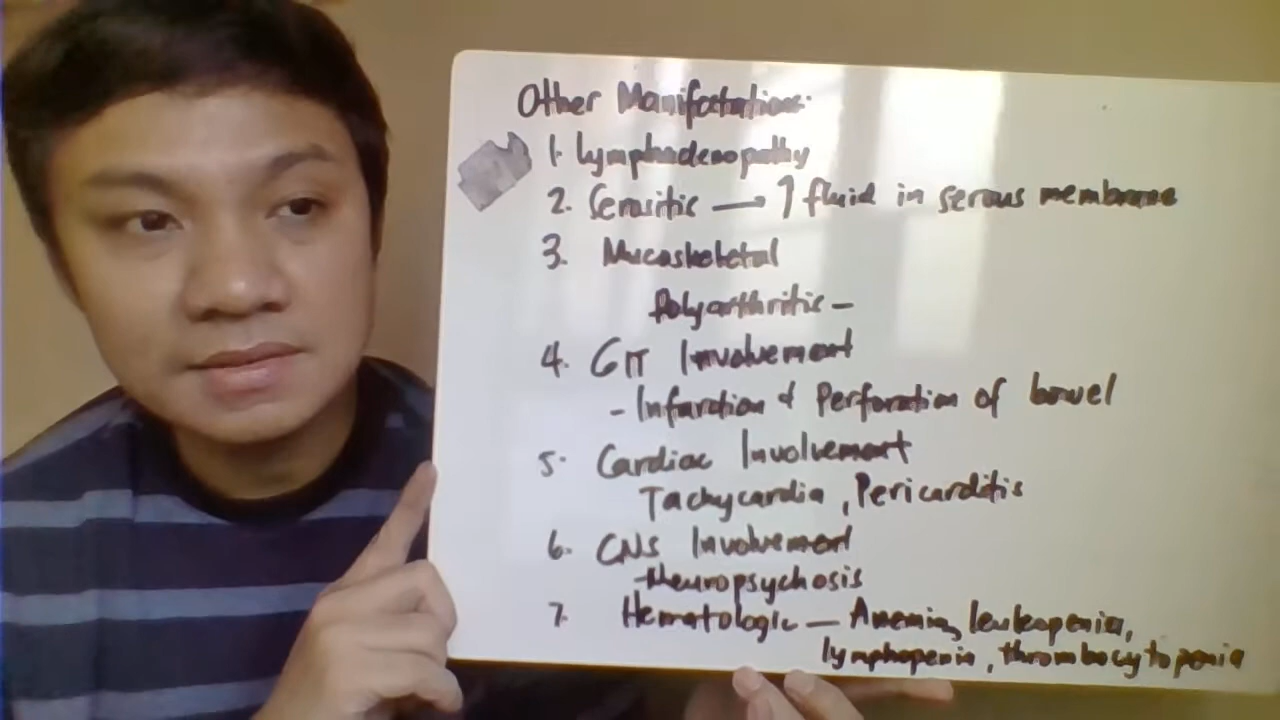 Other Manifestations:
1. Lymphadenopathy
2. Serositis → ↑ fluid in serous membrane
3. Mucoskeletal
Polyarthritis -
4. GIT Involvement
- Infarction & Perforation of bowel
5. Cardiac Involvement
Tachycardia, Pericarditis
6. CNS Involvement
- Neuropsychosis
7. Hematologic - Anemia, leukopenia,
lymphopenia, thrombocytopenia